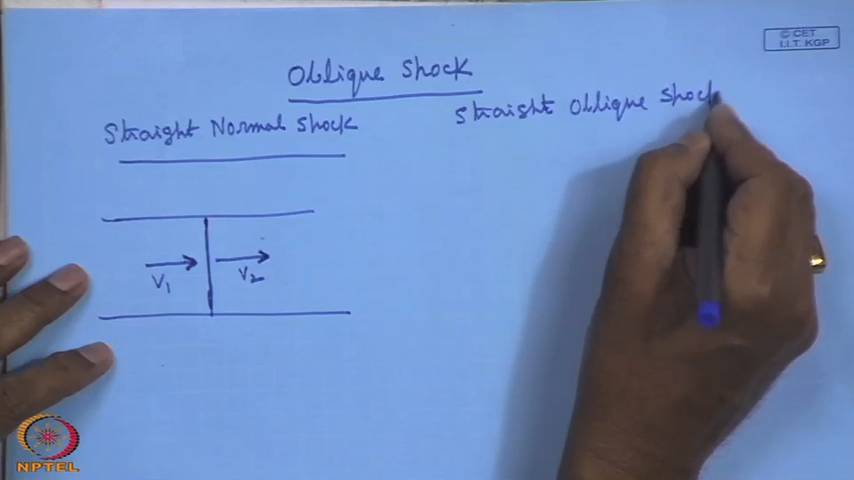 © CET
I.I.T. KGP
Oblique Shock
Straight Normal Shock
Straight Oblique Shock
V1
V2
NPTEL